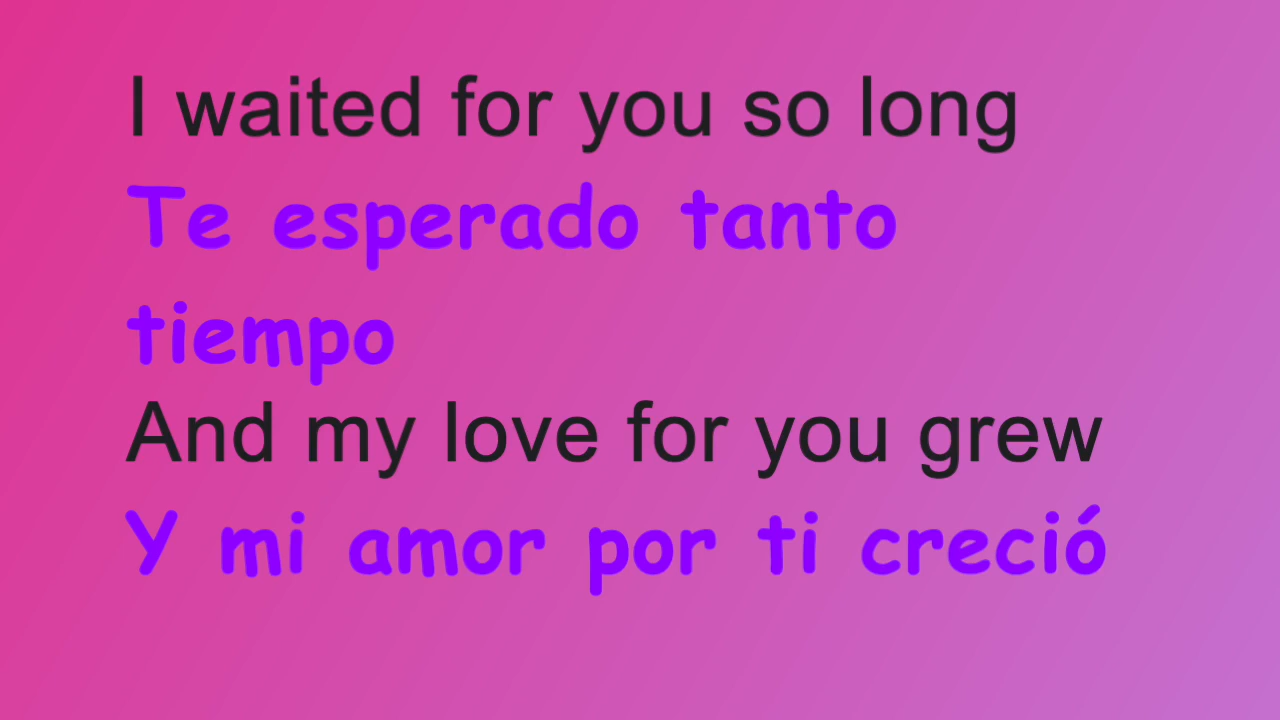 I waited for you so long
Te esperado tanto
tiempo
And my love for you grew
Y mi amor por ti creció